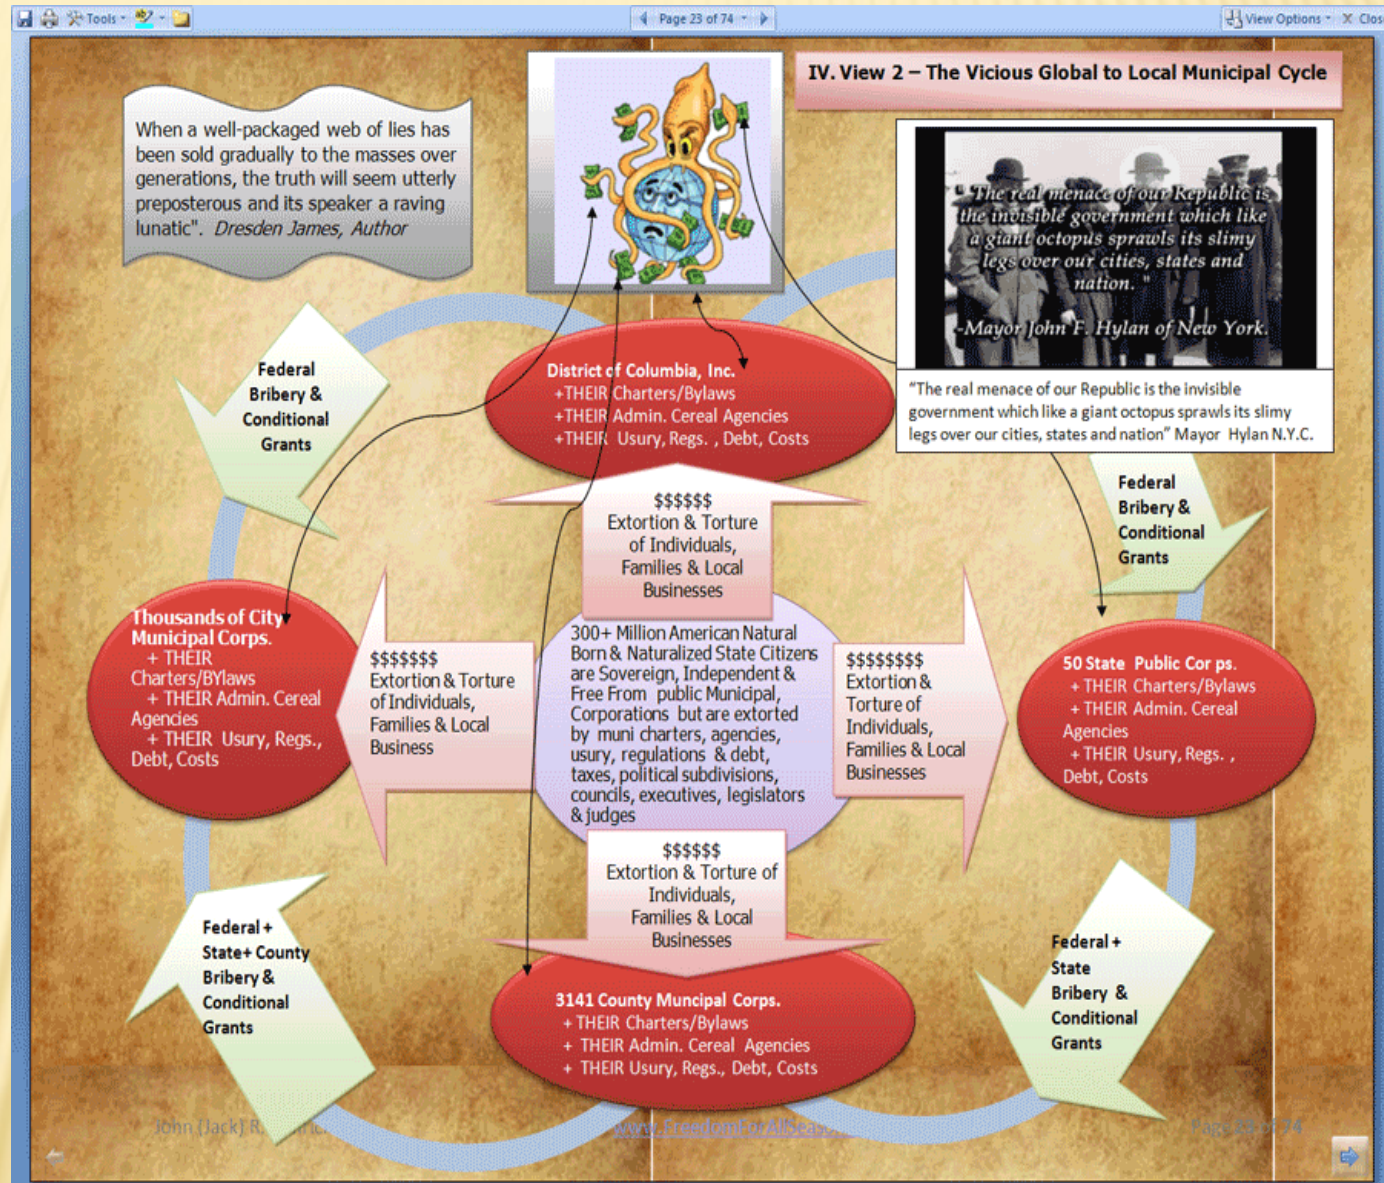 Tools
Page 23 of 74
View Options
Clos
IV. View 2 – The Vicious Global to Local Municipal Cycle
When a well-packaged web of lies has
been sold gradually to the masses over
generations, the truth will seem utterly
preposterous and its speaker a raving
lunatic". Dresden James, Author
"The real menace of our Republic is
the invisible government which like
a giant octopus sprawls its slimy
legs over our cities, states and
nation. "
-Mayor John F. Hylan of New York.
"The real menace of our Republic is the invisible
government which like a giant octopus sprawls its slimy
legs over our cities, states and nation" Mayor Hylan N.Y.C.
Federal
Bribery &
Conditional
Grants
District of Columbia, Inc.
+THEIR Charters/Bylaws
+THEIR Admin. Cereal Agencies
+THEIR Usury, Regs. , Debt, Costs
Federal
Bribery &
Conditional
Grants
$$$$$$
Extortion & Torture
of Individuals,
Families & Local
Businesses
Thousands of City
Municipal Corps.
+ THEIR
Charters/BYlaws
+ THEIR Admin. Cereal
Agencies
+ THEIR Usury, Regs.,
Debt, Costs
$$$$$$$
Extortion & Torture
of Individuals,
Families & Local
Business
300+ Million American Natural
Born & Naturalized State Citizens
are Sovereign, Independent &
Free From public Municipal,
Corporations but are extorted
by muni charters, agencies,
usury, regulations & debt,
taxes, political subdivisions,
councils, executives, legislators
& judges
$$$$$$$$
Extortion &
Torture of
Individuals,
Families & Local
Businesses
50 State Public Cor ps.
+ THEIR Charters/Bylaws
+ THEIR Admin. Cereal
Agencies
+ THEIR Usury, Regs. ,
Debt, Costs
$$$$$$
Extortion & Torture of
Individuals,
Families & Local
Businesses
Federal +
State+ County
Bribery &
Conditional
Grants
3141 County Muncipal Corps.
+ THEIR Charters/Bylaws
+ THEIR Admin. Cereal Agencies
+ THEIR Usury, Regs., Debt, Costs
Federal +
State
Bribery &
Conditional
Grants
John (Jack) R.
Page 23 of 74